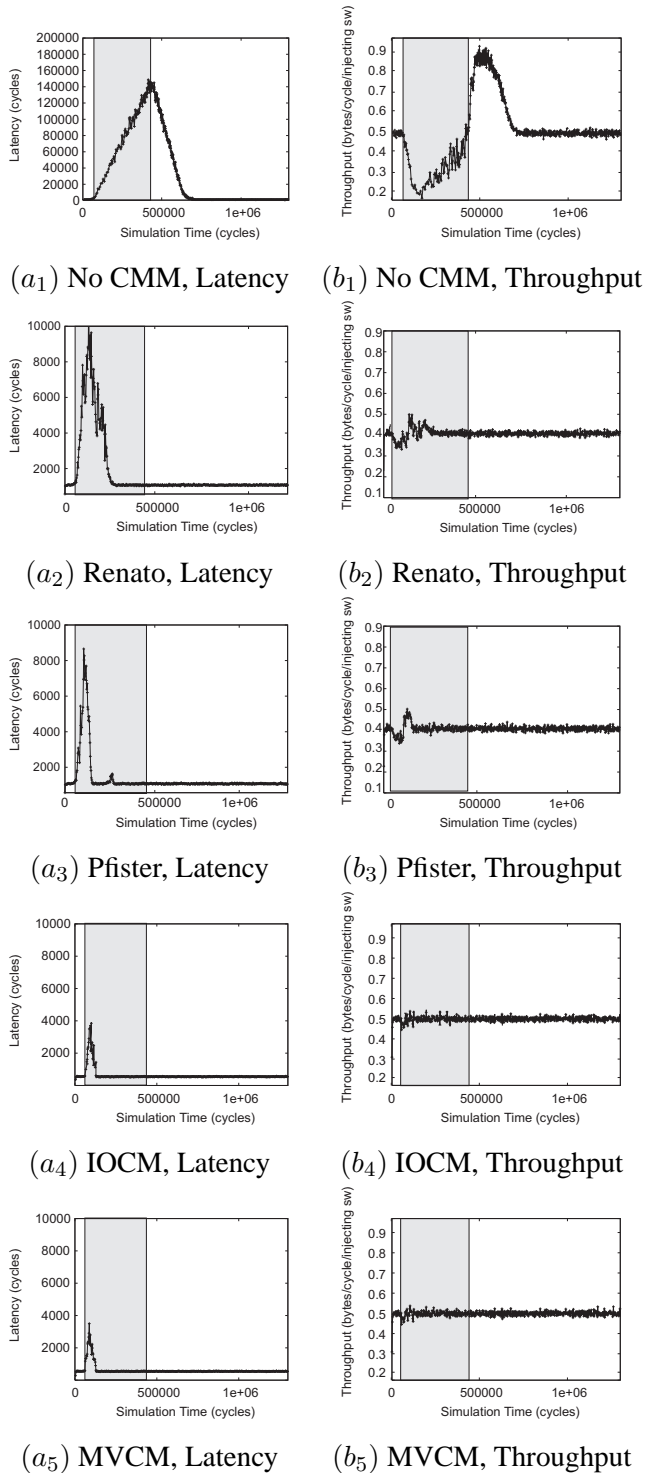 200000
180000
160000
140000
120000
100000
80000
60000
40000
20000
0
Latency (cycles)
0 500000 1e+06
Simulation Time (cycles)
0.9
0.8
0.7
0.6
0.5
0.4
0.3
0.2
Throughput (bytes/cycle/injecting sw)
0 500000 1e+06
Simulation Time (cycles)
(a1) No CMM, Latency
(b1) No CMM, Throughput
10000
8000
6000
4000
2000
Latency (cycles)
0 500000 1e+06
Simulation Time (cycles)
0.9
0.8
0.7
0.6
0.5
0.4
0.3
0.2
0.1
Throughput (bytes/cycle/injecting sw)
0 500000 1e+06
Simulation Time (cycles)
(a2) Renato, Latency
(b2) Renato, Throughput
10000
8000
6000
4000
2000
Latency (cycles)
0 500000 1e+06
Simulation Time (cycles)
0.9
0.8
0.7
0.6
0.5
0.4
0.3
0.2
0.1
Throughput (bytes/cycle/injecting sw)
0 500000 1e+06
Simulation Time (cycles)
(a3) Pfister, Latency
(b3) Pfister, Throughput
10000
8000
6000
4000
2000
Latency (cycles)
0 500000 1e+06
Simulation Time (cycles)
0.9
0.8
0.7
0.6
0.5
0.4
0.3
0.2
Throughput (bytes/cycle/injecting sw)
0 500000 1e+06
Simulation Time (cycles)
(a4) IOCM, Latency
(b4) IOCM, Throughput
10000
8000
6000
4000
2000
Latency (cycles)
0 500000 1e+06
Simulation Time (cycles)
0.9
0.8
0.7
0.6
0.5
0.4
0.3
0.2
Throughput (bytes/cycle/injecting sw)
0 500000 1e+06
Simulation Time (cycles)
(a5) MVCM, Latency
(b5) MVCM, Throughput